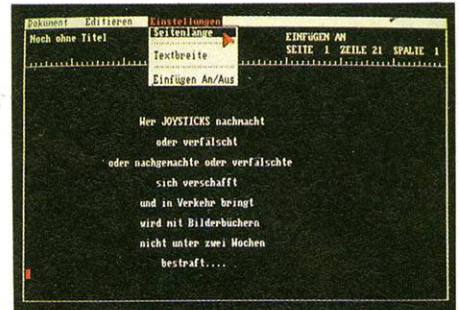 Dokument Editieren Einstellungen
Noch ohne Titel
Seitenlänge
Textbreite
Einfügen An/Aus
EINFÜGEN AN
SEITE 1 ZEILE 21 SPALTE 1
Wer JOYSTICKS nachmacht
oder verfälscht
oder nachgemachte oder verfälschte
sich verschafft
und in Verkehr bringt
wird mit Bilderbüchern
nicht unter zwei Wochen
bestraft....